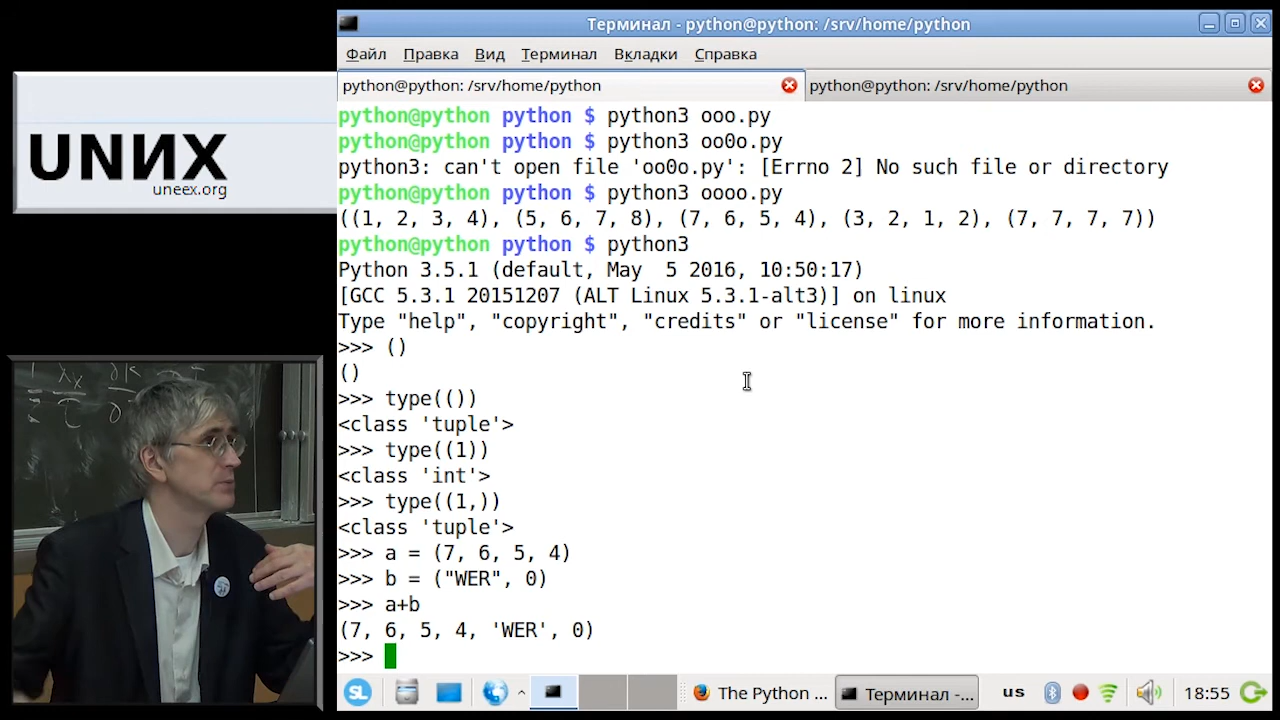 UNИX
uneex.org
Терминал - python@python: /srv/home/python
Файл Правка Вид Терминал Вкладки Справка
python@python: /srv/home/python python@python: /srv/home/python
python@python python $ python3 ooo.py
python@python python $ python3 oo0o.py
python3: can't open file 'oo0o.py': [Errno 2] No such file or directory
python@python python $ python3 oooo.py
((1, 2, 3, 4), (5, 6, 7, 8), (7, 6, 5, 4), (3, 2, 1, 2), (7, 7, 7, 7))
python@python python $ python3
Python 3.5.1 (default, May  5 2016, 10:50:17)
[GCC 5.3.1 20151207 (ALT Linux 5.3.1-alt3)] on linux
Type "help", "copyright", "credits" or "license" for more information.
>>> ()
()
>>> type(())
<class 'tuple'>
>>> type((1))
<class 'int'>
>>> type((1,))
<class 'tuple'>
>>> a = (7, 6, 5, 4)
>>> b = ("WER", 0)
>>> a+b
(7, 6, 5, 4, 'WER', 0)
>>>
SL The Python ... Терминал -... us 18:55